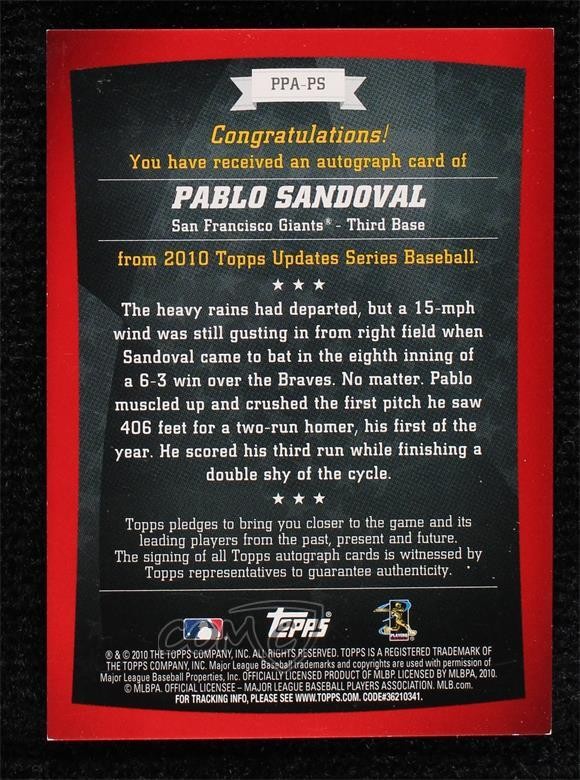 PPA-PS
Congratulations!
You have received an autograph card of
PABLO SANDOVAL
San Francisco Giants® - Third Base
from 2010 Topps Updates Series Baseball.
The heavy rains had departed, but a 15-mph
wind was still gusting in from right field when
Sandoval came to bat in the eighth inning of
a 6-3 win over the Braves. No matter. Pablo
muscled up and crushed the first pitch he saw
406 feet for a two-run homer, his first of the
year. He scored his third run while finishing a
double shy of the cycle.
Topps pledges to bring you closer to the game and its
leading players from the past, present and future.
The signing of all Topps autograph cards is witnessed by
Topps representatives to guarantee authenticity.
TOPPS
PLAYERS
® & © 2010 THE TOPPS COMPANY, INC. ALL RIGHTS RESERVED. TOPPS IS A REGISTERED TRADEMARK OF
THE TOPPS COMPANY, INC. Major League Baseball trademarks and copyrights are used with permission of
Major League Baseball Properties, Inc. OFFICIALLY LICENSED PRODUCT OF MLBP. LICENSED BY MLBPA, 2010.
© MLBPA. OFFICIAL LICENSEE – MAJOR LEAGUE BASEBALL PLAYERS ASSOCIATION. MLB.com.
FOR TRACKING INFO, PLEASE SEE WWW.TOPPS.COM. CODE#36210341.